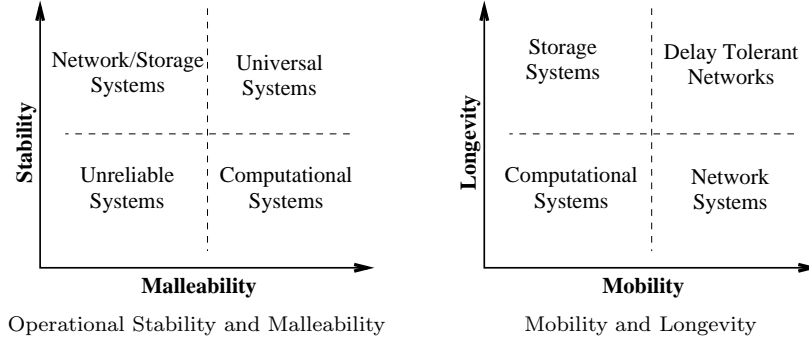 Stability
Network/Storage
Systems
Universal
Systems
Unreliable
Systems
Computational
Systems
Malleability
Operational Stability and Malleability
Longevity
Storage
Systems
Delay Tolerant
Networks
Computational
Systems
Network
Systems
Mobility
Mobility and Longevity